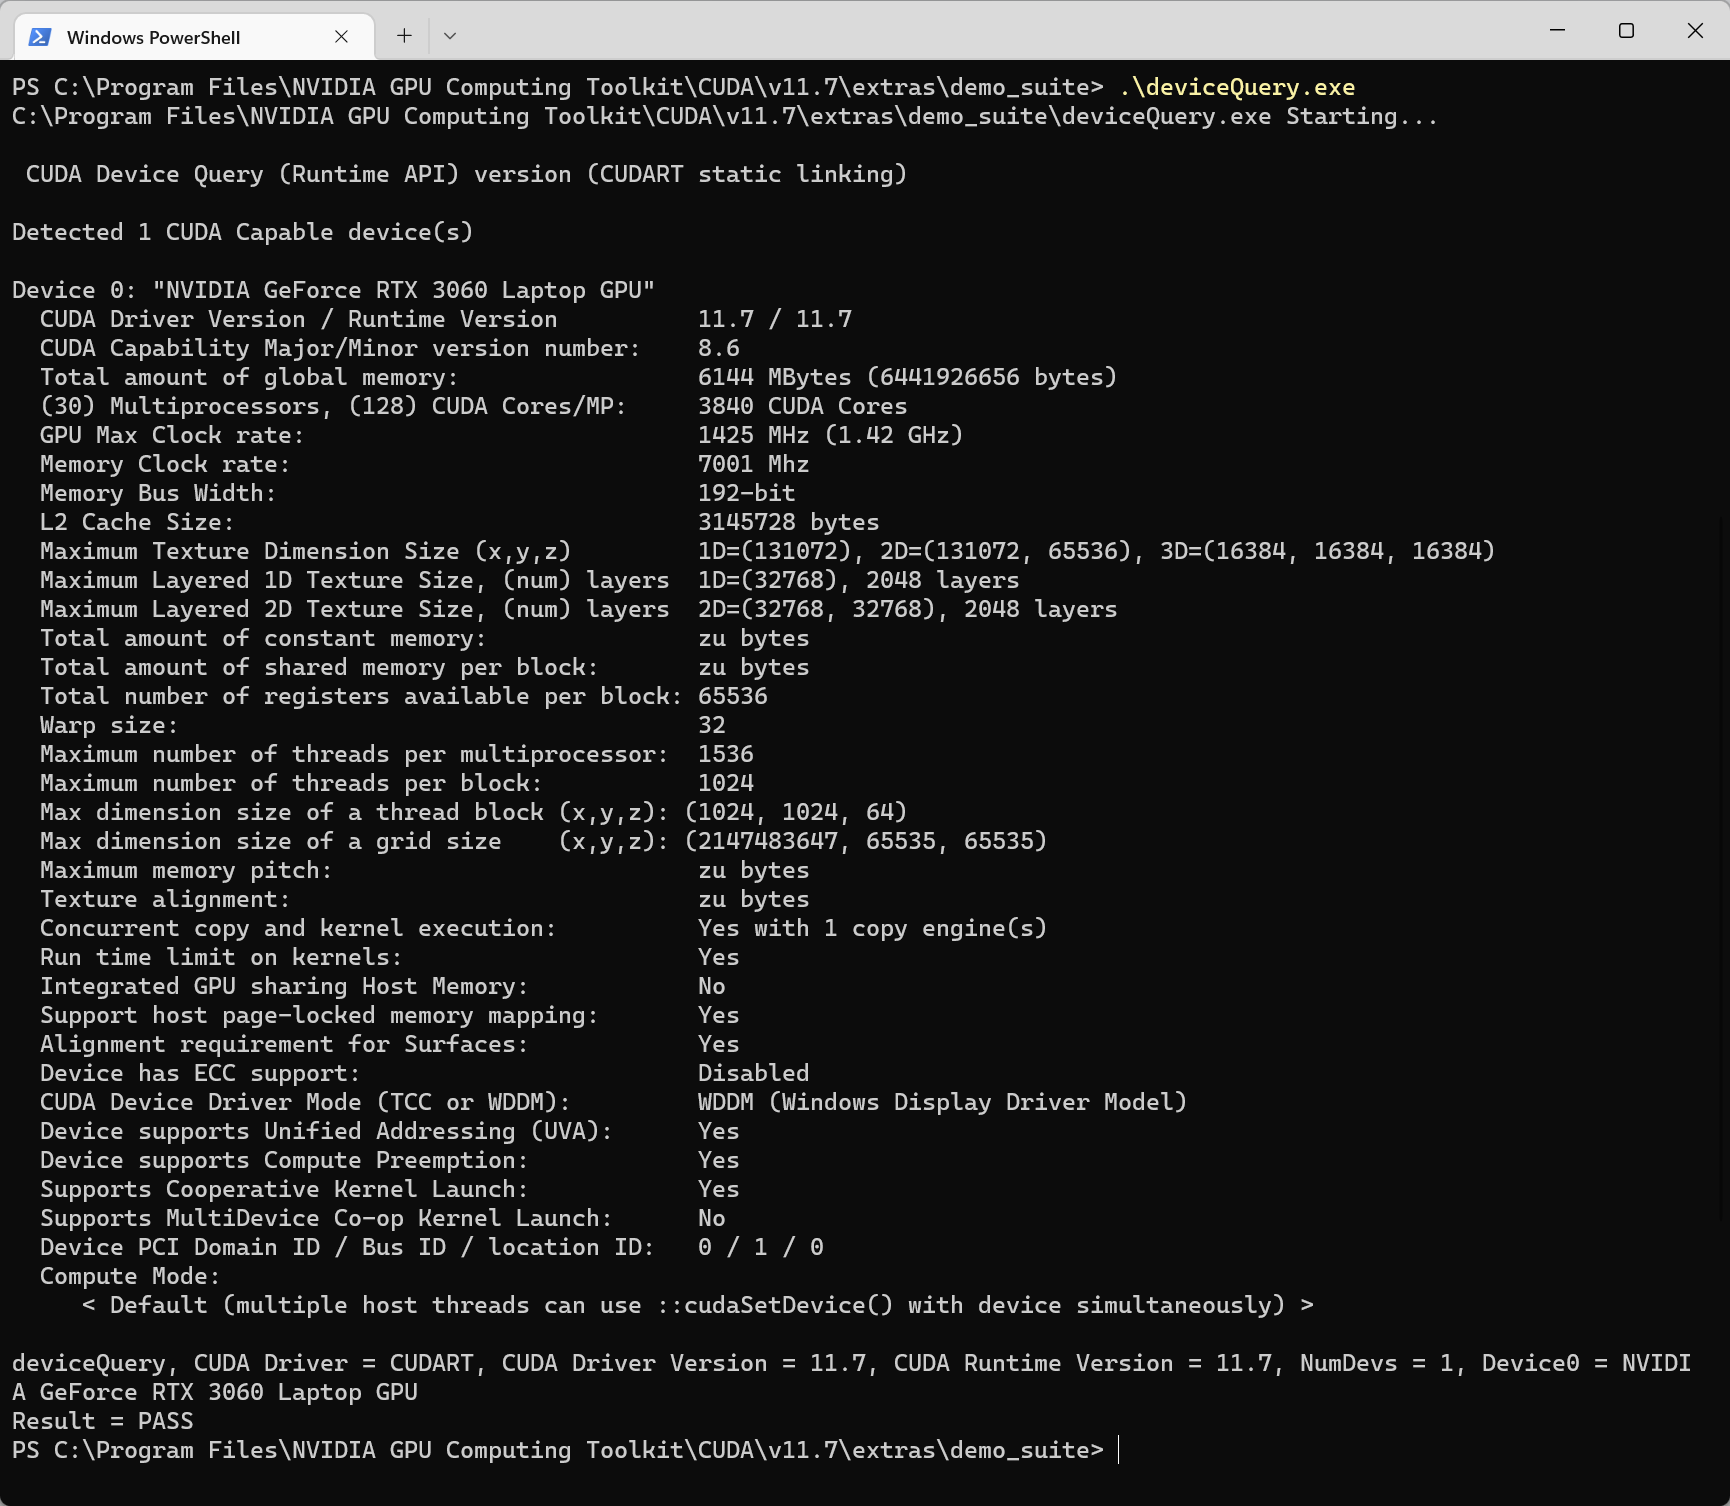 Windows PowerShell
PS C:\Program Files\NVIDIA GPU Computing Toolkit\CUDA\v11.7\extras\demo_suite> .\deviceQuery.exe
C:\Program Files\NVIDIA GPU Computing Toolkit\CUDA\v11.7\extras\demo_suite\deviceQuery.exe Starting...
CUDA Device Query (Runtime API) version (CUDART static linking)
Detected 1 CUDA Capable device(s)
Device 0: "NVIDIA GeForce RTX 3060 Laptop GPU"
CUDA Driver Version / Runtime Version 11.7 / 11.7
CUDA Capability Major/Minor version number: 8.6
Total amount of global memory: 6144 MBytes (6441926656 bytes)
(30) Multiprocessors, (128) CUDA Cores/MP: 3840 CUDA Cores
GPU Max Clock rate: 1425 MHz (1.42 GHz)
Memory Clock rate: 7001 Mhz
Memory Bus Width: 192-bit
L2 Cache Size: 3145728 bytes
Maximum Texture Dimension Size (x,y,z) 1D=(131072), 2D=(131072, 65536), 3D=(16384, 16384, 16384)
Maximum Layered 1D Texture Size, (num) layers 1D=(32768), 2048 layers
Maximum Layered 2D Texture Size, (num) layers 2D=(32768, 32768), 2048 layers
Total amount of constant memory: zu bytes
Total amount of shared memory per block: zu bytes
Total number of registers available per block: 65536
Warp size: 32
Maximum number of threads per multiprocessor: 1536
Maximum number of threads per block: 1024
Max dimension size of a thread block (x,y,z): (1024, 1024, 64)
Max dimension size of a grid size (x,y,z): (2147483647, 65535, 65535)
Maximum memory pitch: zu bytes
Texture alignment: zu bytes
Concurrent copy and kernel execution: Yes with 1 copy engine(s)
Run time limit on kernels: Yes
Integrated GPU sharing Host Memory: No
Support host page-locked memory mapping: Yes
Alignment requirement for Surfaces: Yes
Device has ECC support: Disabled
CUDA Device Driver Mode (TCC or WDDM): WDDM (Windows Display Driver Model)
Device supports Unified Addressing (UVA): Yes
Device supports Compute Preemption: Yes
Supports Cooperative Kernel Launch: Yes
Supports MultiDevice Co-op Kernel Launch: No
Device PCI Domain ID / Bus ID / location ID: 0 / 1 / 0
Compute Mode:
< Default (multiple host threads can use ::cudaSetDevice() with device simultaneously) >
deviceQuery, CUDA Driver = CUDART, CUDA Driver Version = 11.7, CUDA Runtime Version = 11.7, NumDevs = 1, Device0 = NVIDI
A GeForce RTX 3060 Laptop GPU
Result = PASS
PS C:\Program Files\NVIDIA GPU Computing Toolkit\CUDA\v11.7\extras\demo_suite>